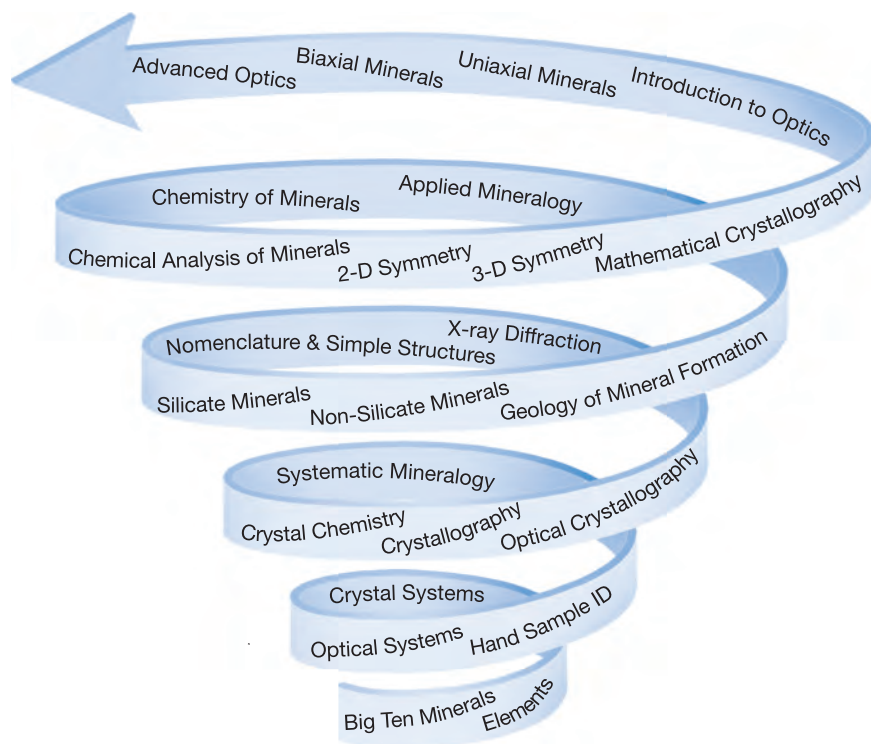 Advanced Optics
Biaxial Minerals
Uniaxial Minerals
Introduction to Optics
Chemistry of Minerals
Applied Mineralogy
Chemical Analysis of Minerals
2-D Symmetry
3-D Symmetry
Mathematical Crystallography
Nomenclature & Simple Structures
X-ray Diffraction
Silicate Minerals
Non-Silicate Minerals
Geology of Mineral Formation
Systematic Mineralogy
Crystal Chemistry
Crystallography
Optical Crystallography
Crystal Systems
Optical Systems
Hand Sample ID
Big Ten Minerals
Elements